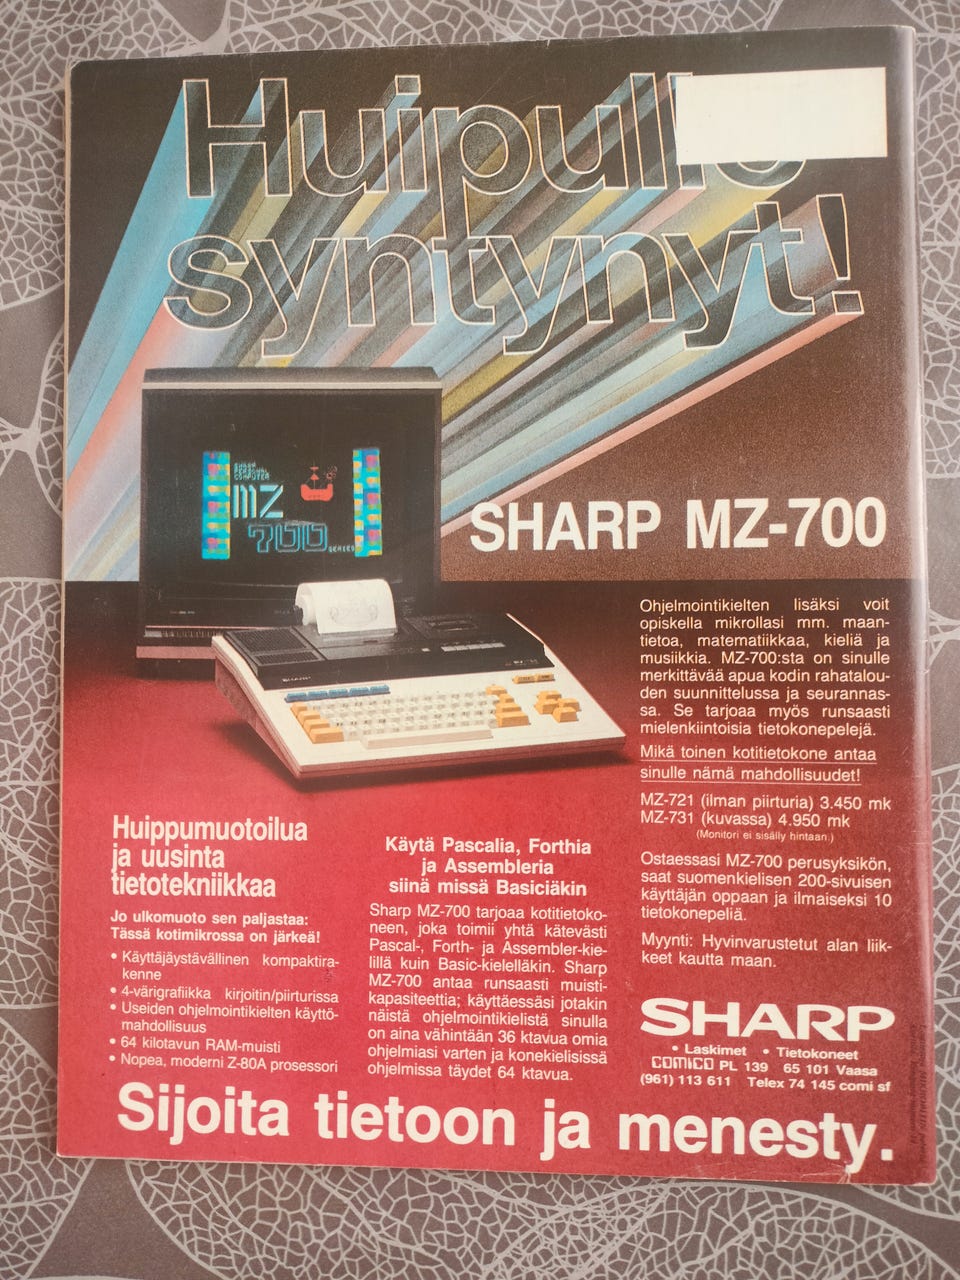 Huipulle
syntynyt!
SHARP
PERSONAL
COMPUTER
MZ
700
SERIES
SHARP MZ-700
SHARP
Ohjelmointikielten lisäksi voit
opiskella mikrollasi mm. maan-
tietoa, matematiikkaa, kieliä ja
musiikkia. MZ-700:sta on sinulle
merkittävää apua kodin rahatalou-
den suunnittelussa ja seurannas-
sa. Se tarjoaa myös runsaasti
mielenkiintoisia tietokonepelejä.
Mikä toinen kotitietokone antaa
sinulle nämä mahdollisuudet!
MZ-721 (ilman piirturia) 3.450 mk
MZ-731 (kuvassa) 4.950 mk
(Monitori ei sisälly hintaan.)
Ostaessasi MZ-700 perusyksikön,
saat suomenkielisen 200-sivuisen
käyttäjän oppaan ja ilmaiseksi 10
tietokonepeliä.
Myynti: Hyvinvarustetut alan liik-
keet kautta maan.
Huippumuotoilua
ja uusinta
tietotekniikkaa
Jo ulkomuoto sen paljastaa:
Tässä kotimikrossa on järkeä!
• Käyttäjäystävällinen kompaktira-
kenne
• 4-värigrafiikka kirjoitin/piirturissa
• Useiden ohjelmointikielten käyttö-
mahdollisuus
• 64 kilotavun RAM-muisti
• Nopea, moderni Z-80A prosessori
Käytä Pascalia, Forthia
ja Assembleria
siinä missä Basiciäkin
Sharp MZ-700 tarjoaa kotitietoko-
neen, joka toimii yhtä kätevästi
Pascal-, Forth- ja Assembler-kie-
lillä kuin Basic-kielelläkin. Sharp
MZ-700 antaa runsaasti muisti-
kapasiteettia; käyttäessäsi jotakin
näistä ohjelmointikielistä sinulla
on aina vähintään 36 ktavua omia
ohjelmiasi varten ja konekielisissä
ohjelmissa täydet 64 ktavua.
SHARP
• Laskimet • Tietokoneet
COMICO PL 139 65 101 Vaasa
(961) 113 611 Telex 74 145 comi sf
Sijoita tietoon ja menesty.